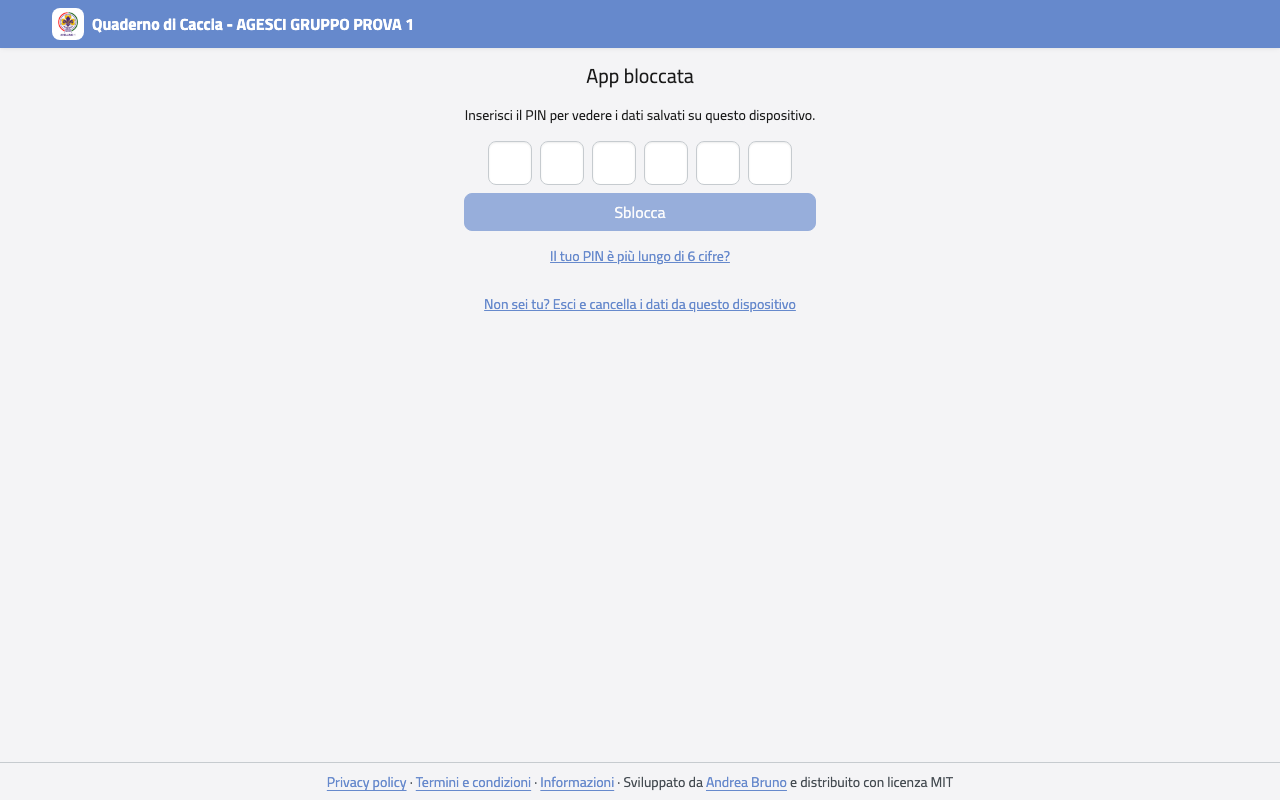 Quaderno di Caccia - AGESCI GRUPPO PROVA 1
App bloccata
Inserisci il PIN per vedere i dati salvati su questo dispositivo.
Sblocca
Il tuo PIN è più lungo di 6 cifre?
Non sei tu? Esci e cancella i dati da questo dispositivo
Privacy policy · Termini e condizioni · Informazioni · Sviluppato da Andrea Bruno e distribuito con licenza MIT